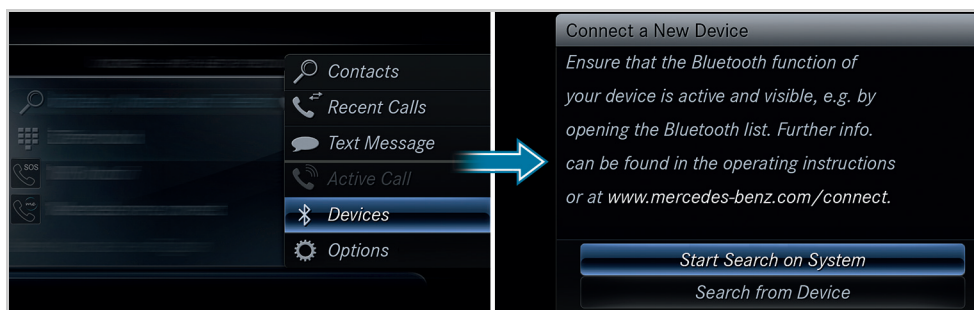 Contacts
Recent Calls
Text Message
Active Call
Devices
Options
SOS
Connect a New Device
Ensure that the Bluetooth function of
your device is active and visible, e.g. by
opening the Bluetooth list. Further info.
can be found in the operating instructions
or at www.mercedes-benz.com/connect.
Start Search on System
Search from Device